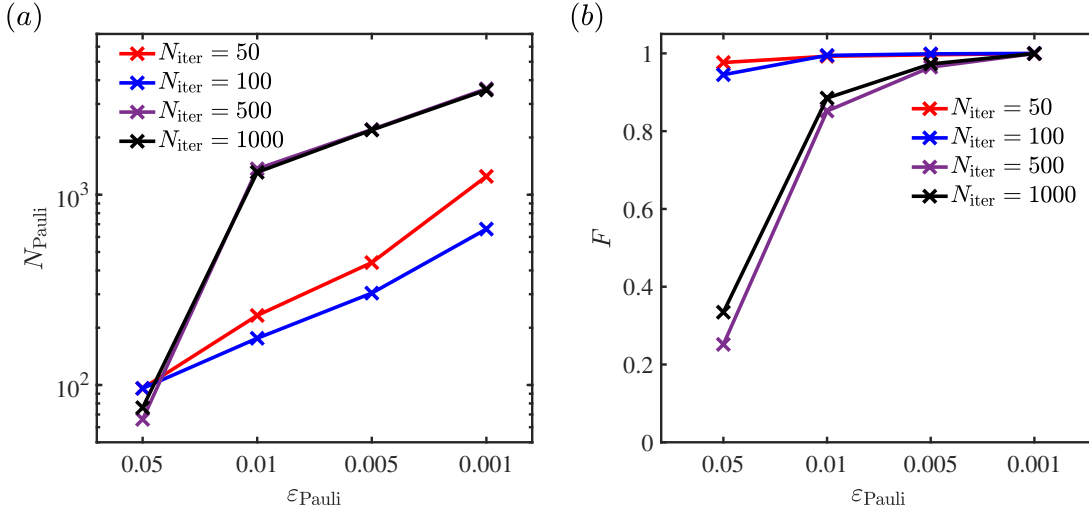 (a)
N_iter = 50
N_iter = 100
N_iter = 500
N_iter = 1000
10^3
10^2
N_Pauli
0.05 0.01 0.005 0.001
ε_Pauli
(b)
1
0.8
0.6
0.4
0.2
0
F
N_iter = 50
N_iter = 100
N_iter = 500
N_iter = 1000
0.05 0.01 0.005 0.001
ε_Pauli